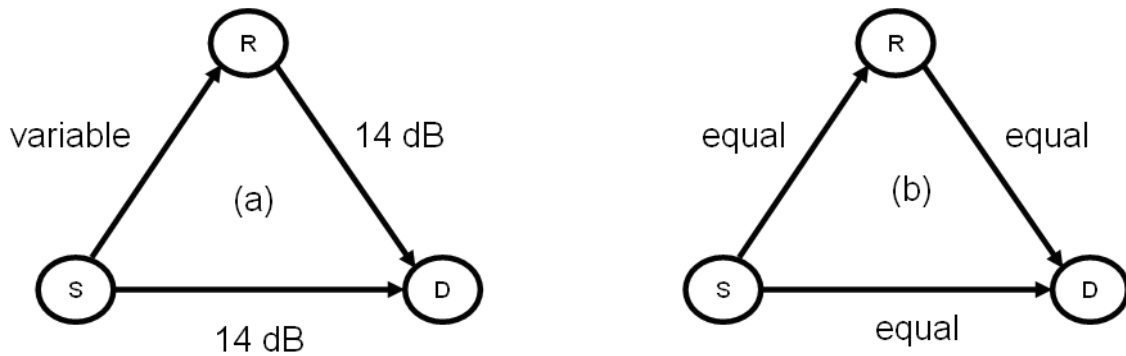 R
variable
14 dB
(a)
S
D
14 dB
R
equal
equal
(b)
S
D
equal